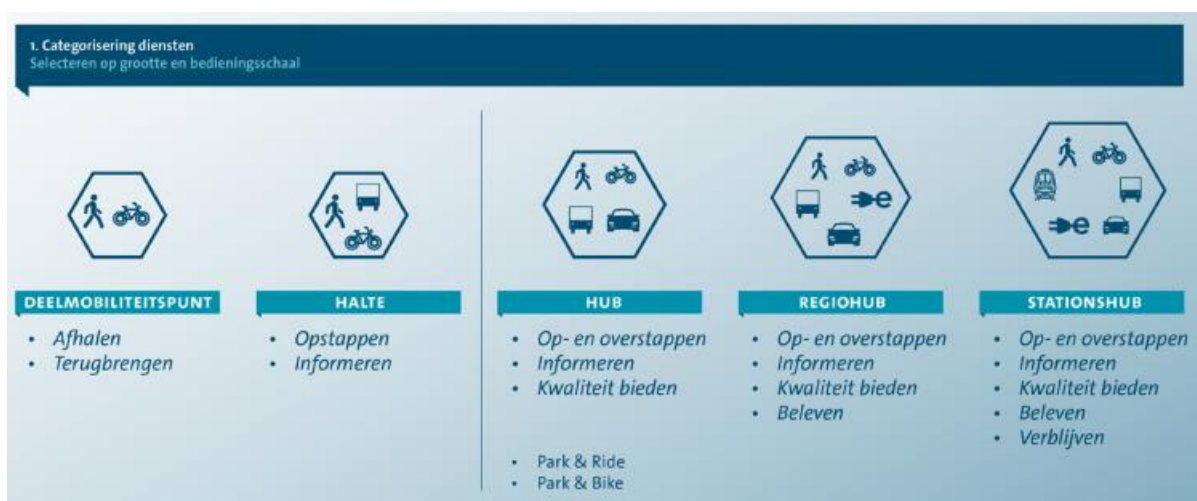 1. Categorisering diensten
Selecteren op grootte en bedieningsschaal
DEELMOBILITEITSPUNT
• Afhalen
• Terugbrengen
HALTE
• Opstappen
• Informeren
HUB
• Op- en overstappen
• Informeren
• Kwaliteit bieden
• Park & Ride
• Park & Bike
e
REGIOHUB
• Op- en overstappen
• Informeren
• Kwaliteit bieden
• Beleven
e
STATIONSHUB
• Op- en overstappen
• Informeren
• Kwaliteit bieden
• Beleven
• Verblijven